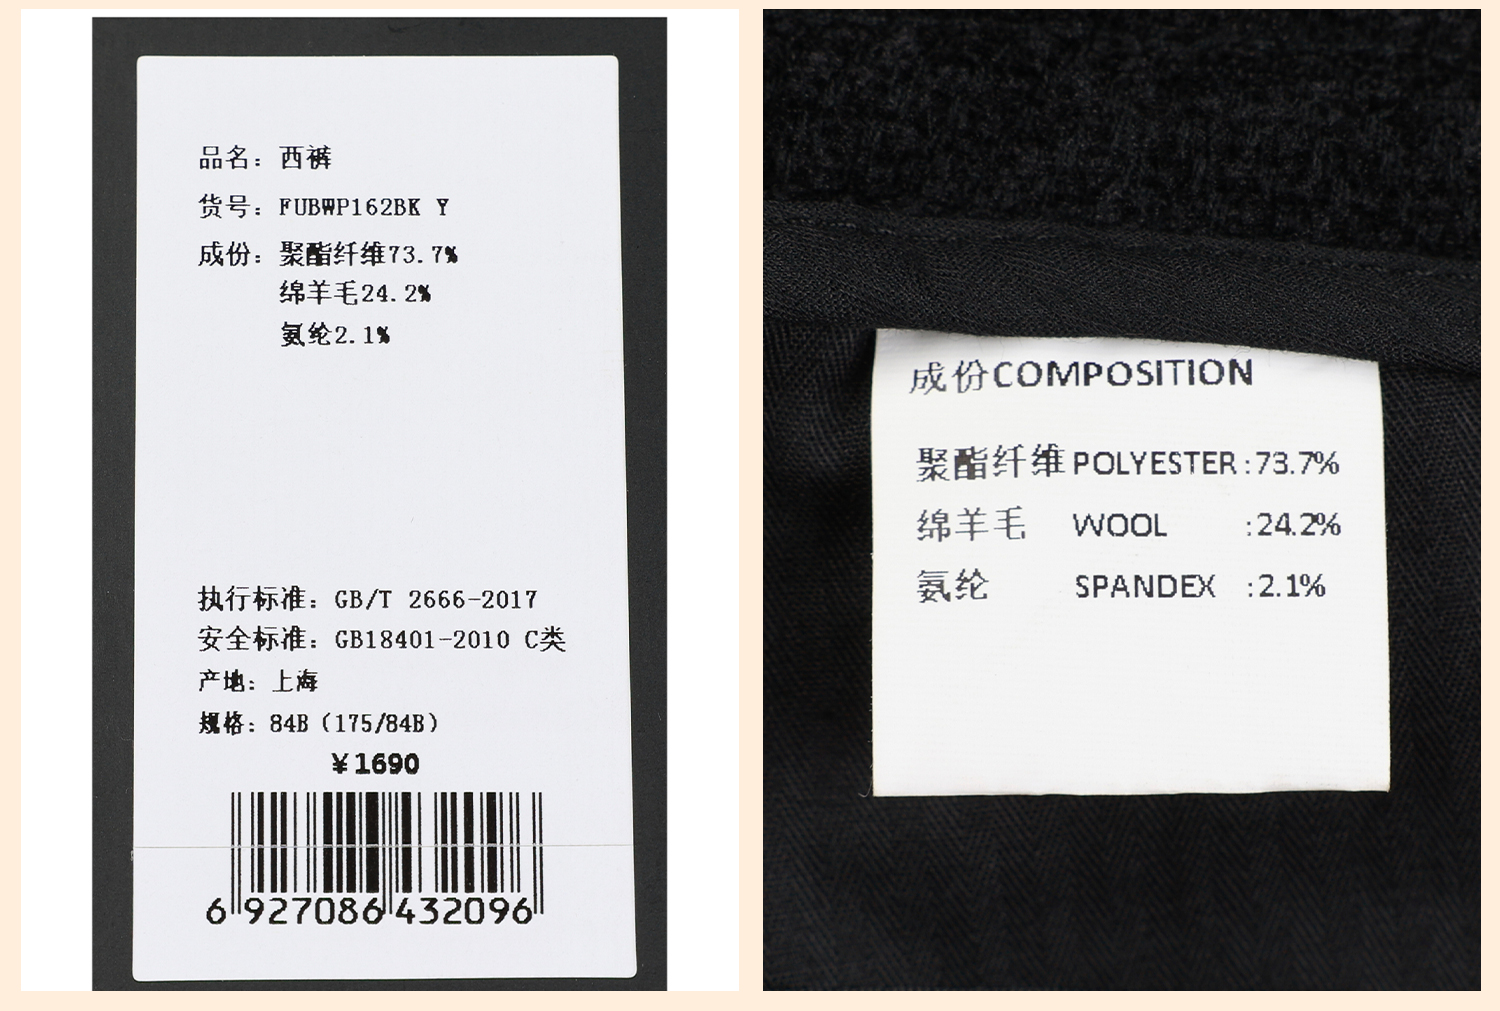 品名：西裤
货号：FUBWP162BK Y
成份：聚酯纤维73.7%
绵羊毛24.2%
氨纶2.1%
执行标准：GB/T 2666-2017
安全标准：GB18401-2010 C类
产地：上海
规格：84B（175/84B）
¥1690
6 927086 432096
成份COMPOSITION
聚酯纤维 POLYESTER :73.7%
绵羊毛 WOOL :24.2%
氨纶 SPANDEX :2.1%